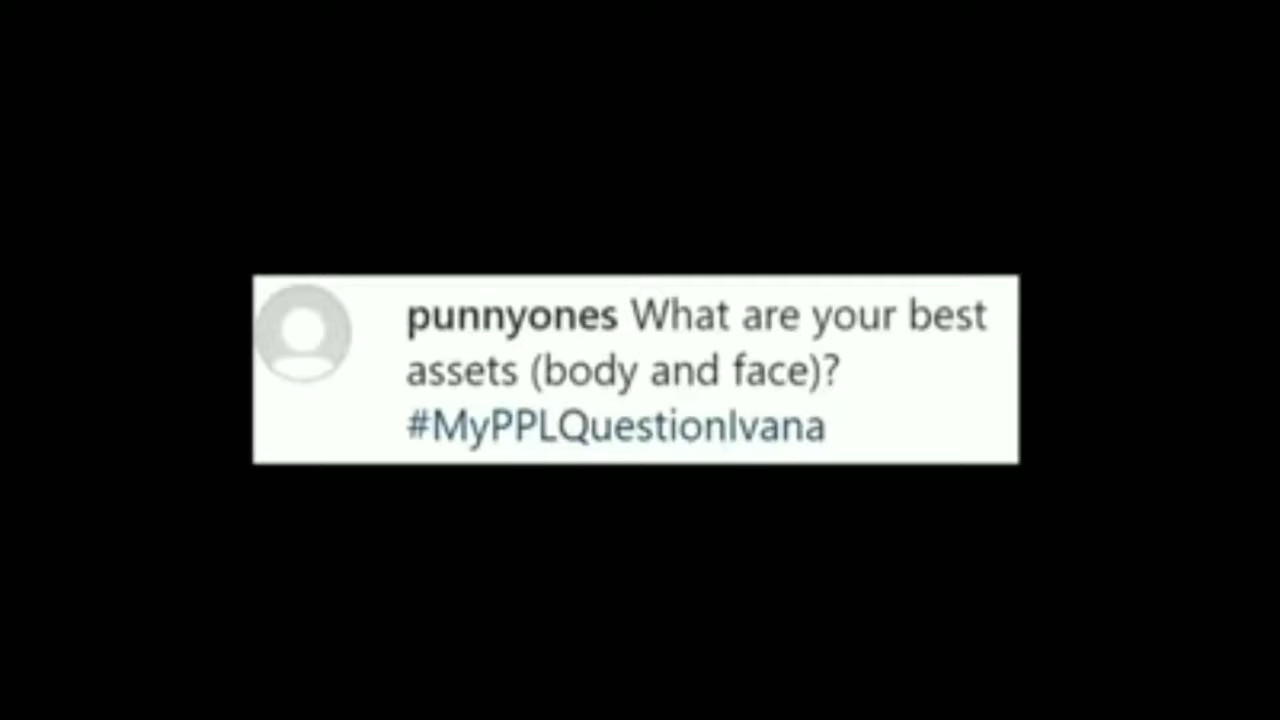 punnyones What are your best
assets (body and face)?
#MyPPLQuestionIvana